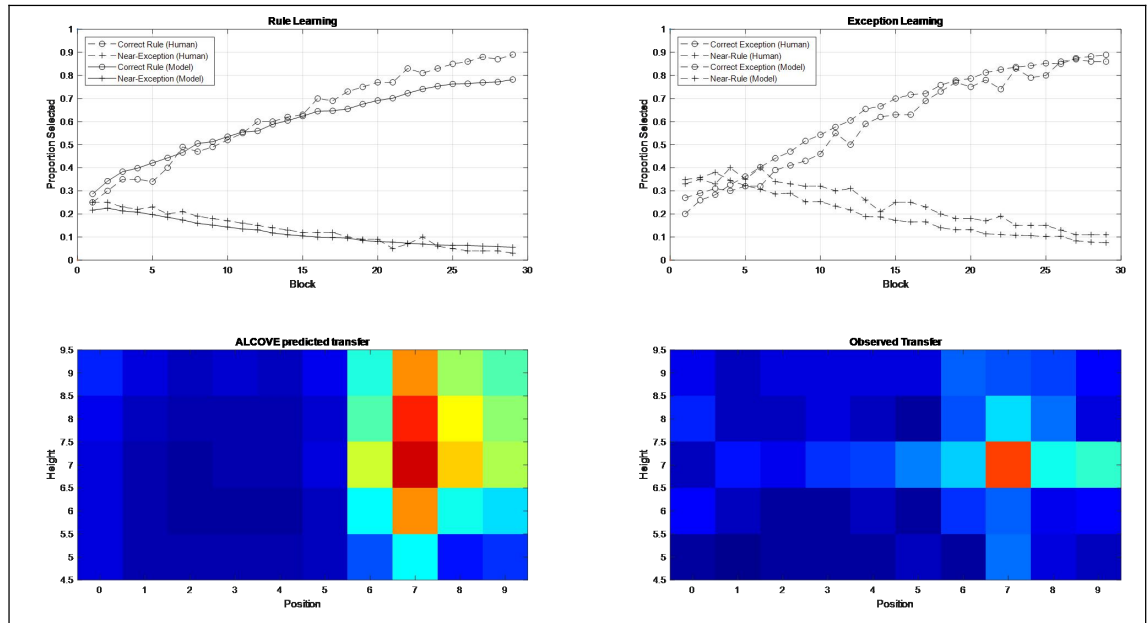 Rule Learning
Correct Rule (Human)
Near-Exception (Human)
Correct Rule (Model)
Near-Exception (Model)
1
0.9
0.8
0.7
0.6
0.5
0.4
0.3
0.2
0.1
0
Proportion Selected
0 5 10 15 20 25 30
Block
Exception Learning
Correct Exception (Human)
Near-Rule (Human)
Correct Exception (Model)
Near-Rule (Model)
1
0.9
0.8
0.7
0.6
0.5
0.4
0.3
0.2
0.1
0
Proportion Selected
0 5 10 15 20 25 30
Block
ALCOVE predicted transfer
9.5
9
8.5
8
7.5
7
6.5
6
5.5
5
4.5
Height
0 1 2 3 4 5 6 7 8 9
Position
Observed Transfer
9.5
9
8.5
8
7.5
7
6.5
6
5.5
5
4.5
Height
0 1 2 3 4 5 6 7 8 9
Position